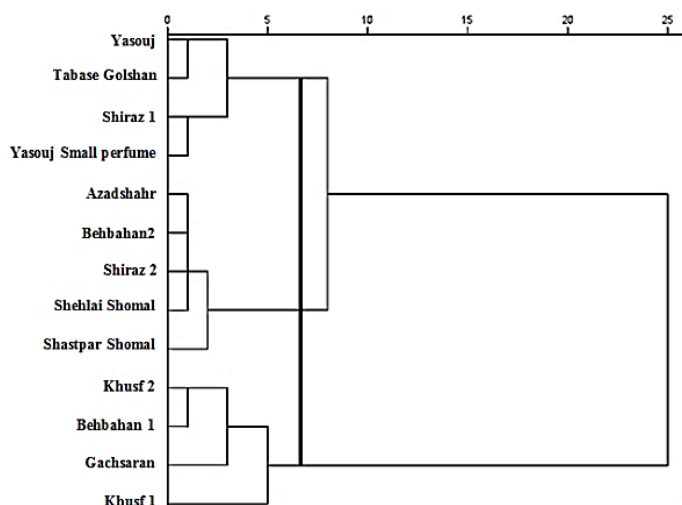 0 5 10 15 20 25
Yasouj
Tabase Golshan
Shiraz 1
Yasouj Small perfume
Azadshahr
Behbahan2
Shiraz 2
Shehlai Shomal
Shastpar Shomal
Khusf 2
Behbahan 1
Gachsaran
Khusf 1